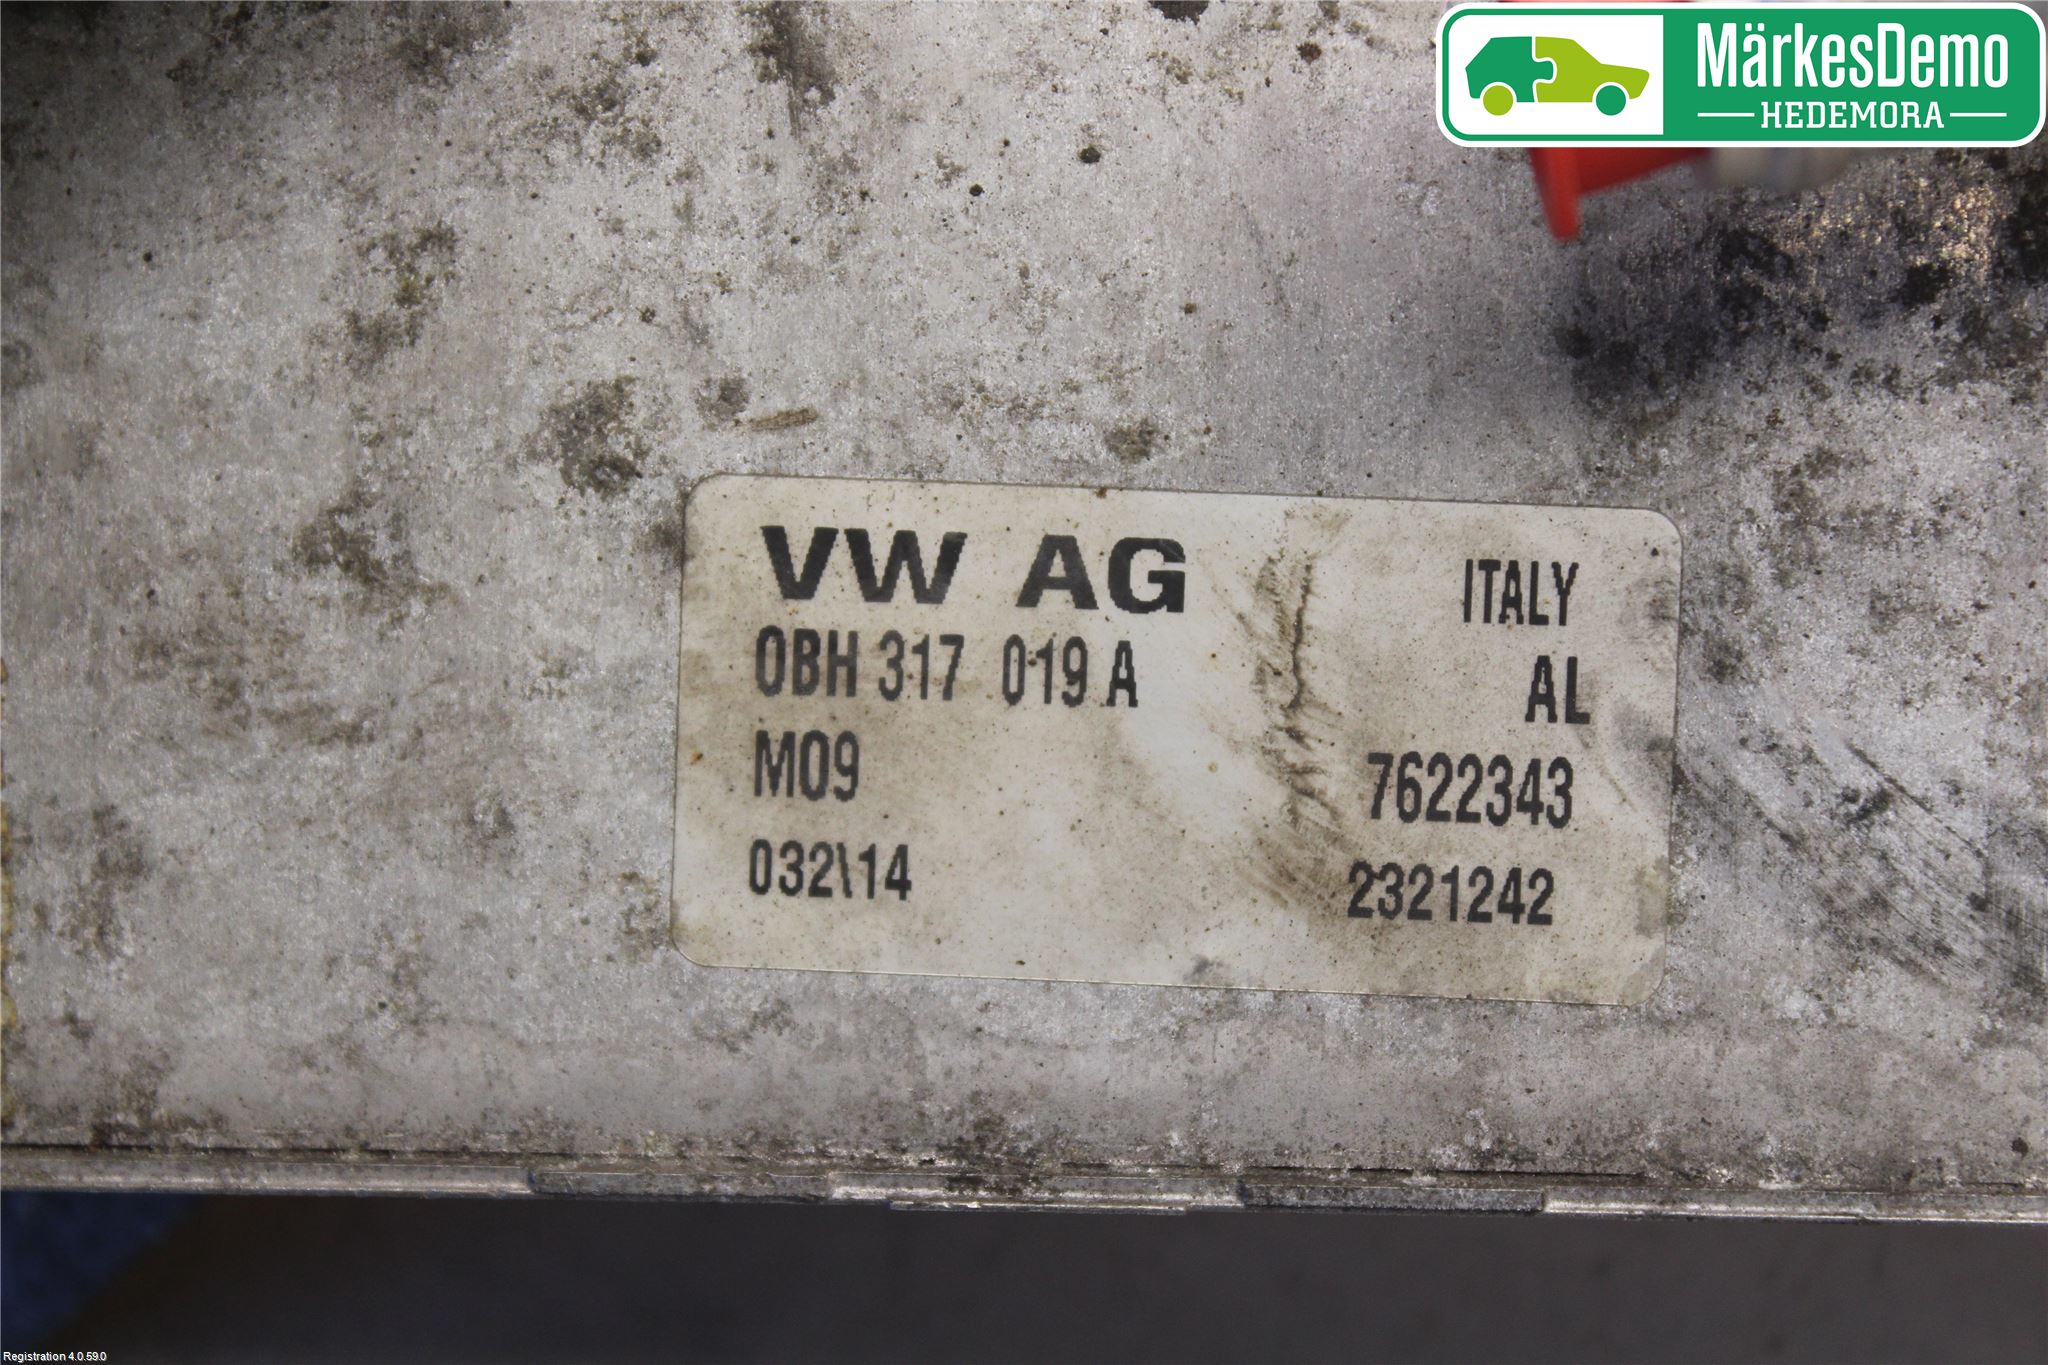 MärkesDemo
HEDEMORA
VW AG
ITALY
0BH 317 019 A
AL
M09
7622343
032\14
2321242
Registration 4.0.59.0